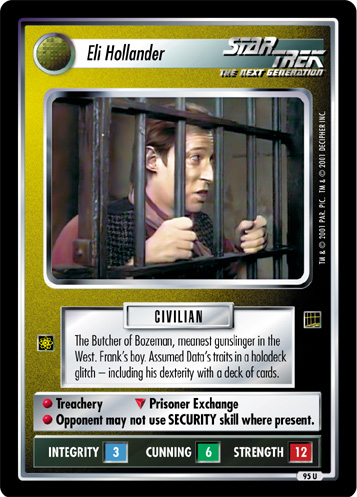 Eli Hollander
STAR TREK
THE NEXT GENERATION
TM & © 2001 PAR. PIC. TM & © 2001 DECIPHER INC.
CIVILIAN
The Butcher of Bozeman, meanest gunslinger in the
West. Frank's boy. Assumed Data's traits in a holodeck
glitch – including his dexterity with a deck of cards.
Treachery Prisoner Exchange
Opponent may not use SECURITY skill where present.
INTEGRITY 3 CUNNING 6 STRENGTH 12
95 U